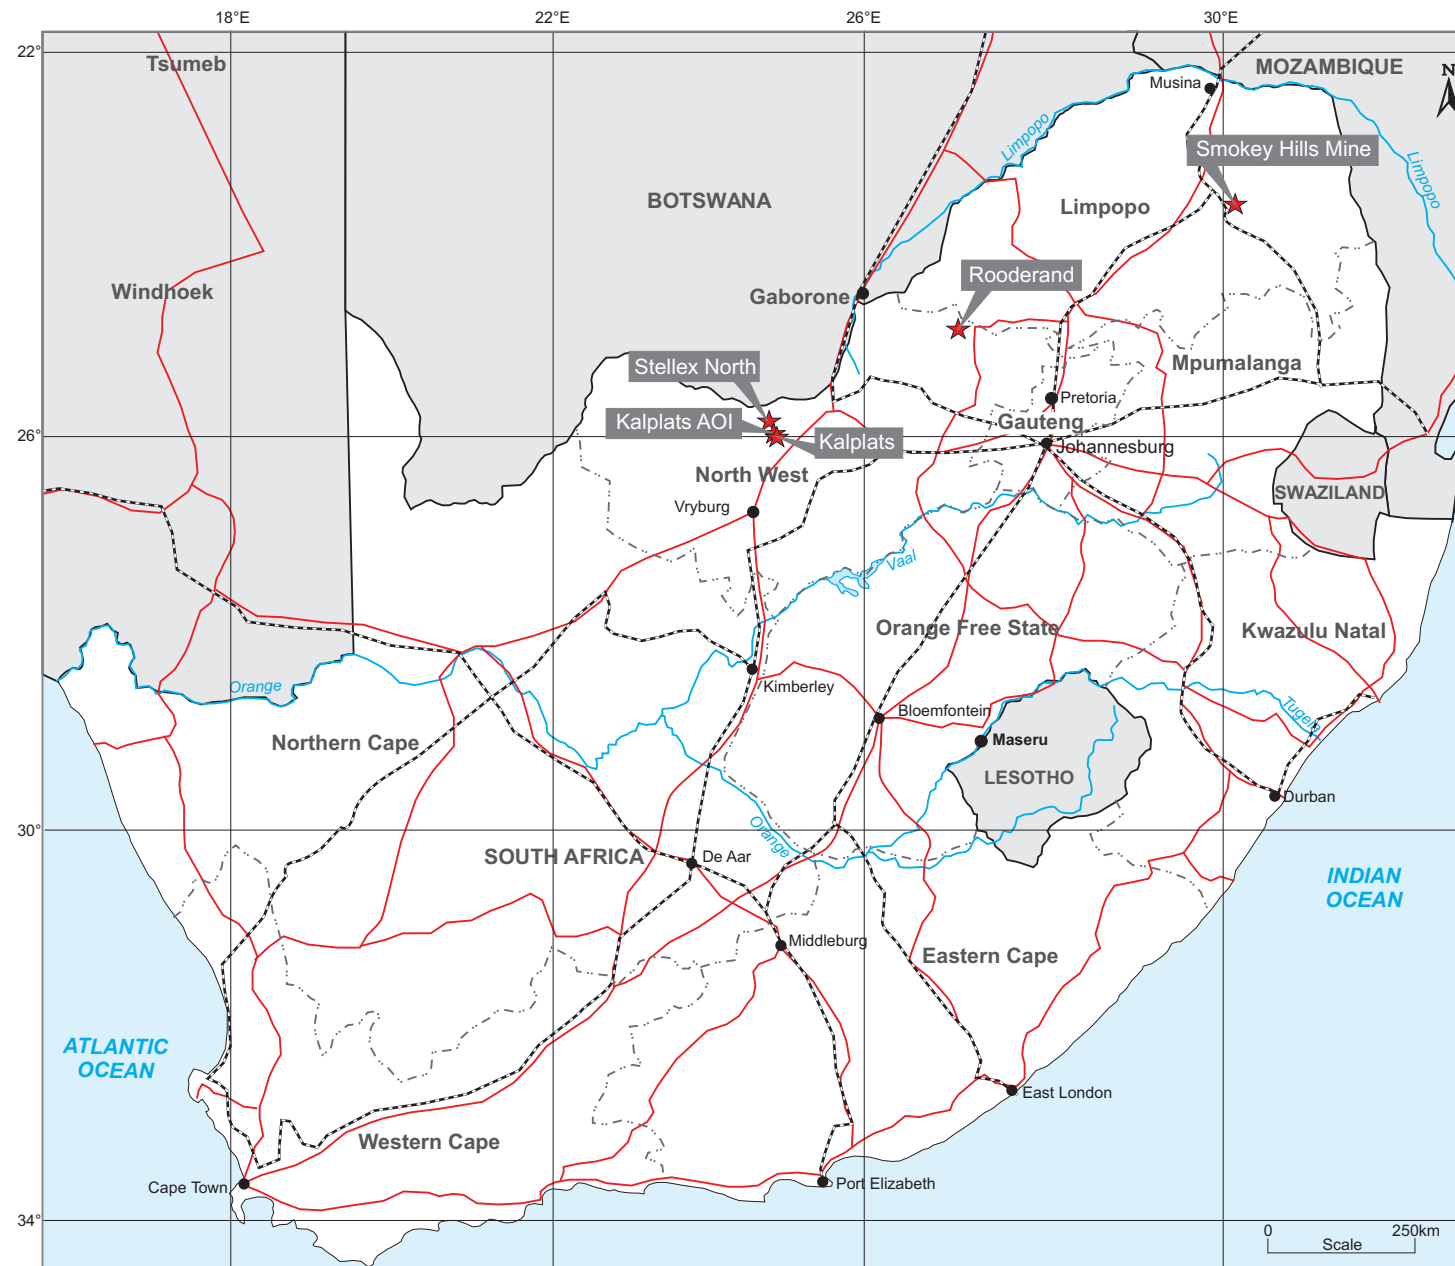 18°E
22°E
26°E
30°E
22°
Tsumeb
MOZAMBIQUE
N
Musina
Limpopo
Smokey Hills Mine
Limpopo
BOTSWANA
Limpopo
Rooderand
Windhoek
Gaborone
Stellex North
Mpumalanga
Pretoria
Kalplats AOI
Gauteng
26°
Kalplats
Johannesburg
North West
SWAZILAND
Vryburg
Vaal
Orange Free State
Kwazulu Natal
Orange
Kimberley
Tugela
Bloemfontein
Northern Cape
Maseru
LESOTHO
Durban
30°
Orange
SOUTH AFRICA
De Aar
INDIAN
OCEAN
Middleburg
Eastern Cape
ATLANTIC
OCEAN
East London
Western Cape
Cape Town
Port Elizabeth
34°
0
250km
Scale